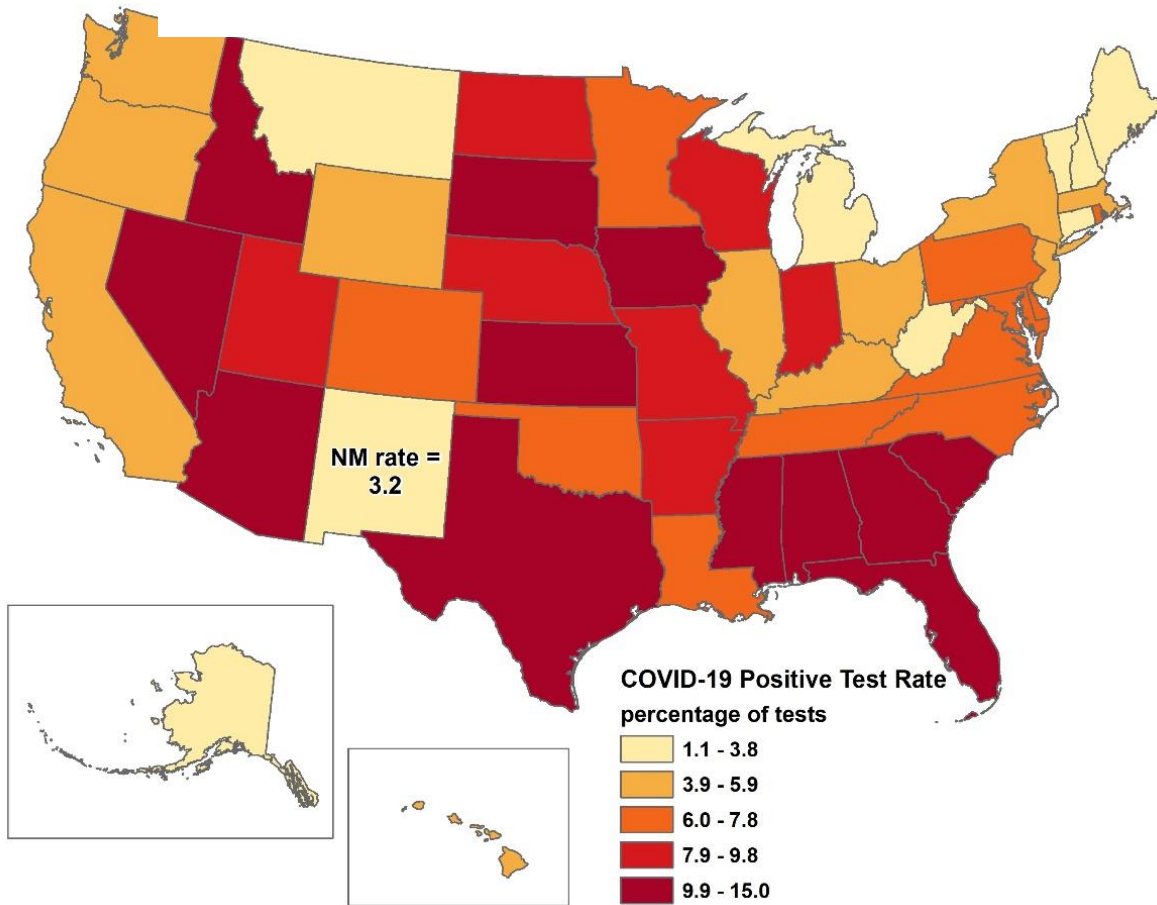 NM rate =
3.2
COVID-19 Positive Test Rate
percentage of tests
1.1 - 3.8
3.9 - 5.9
6.0 - 7.8
7.9 - 9.8
9.9 - 15.0